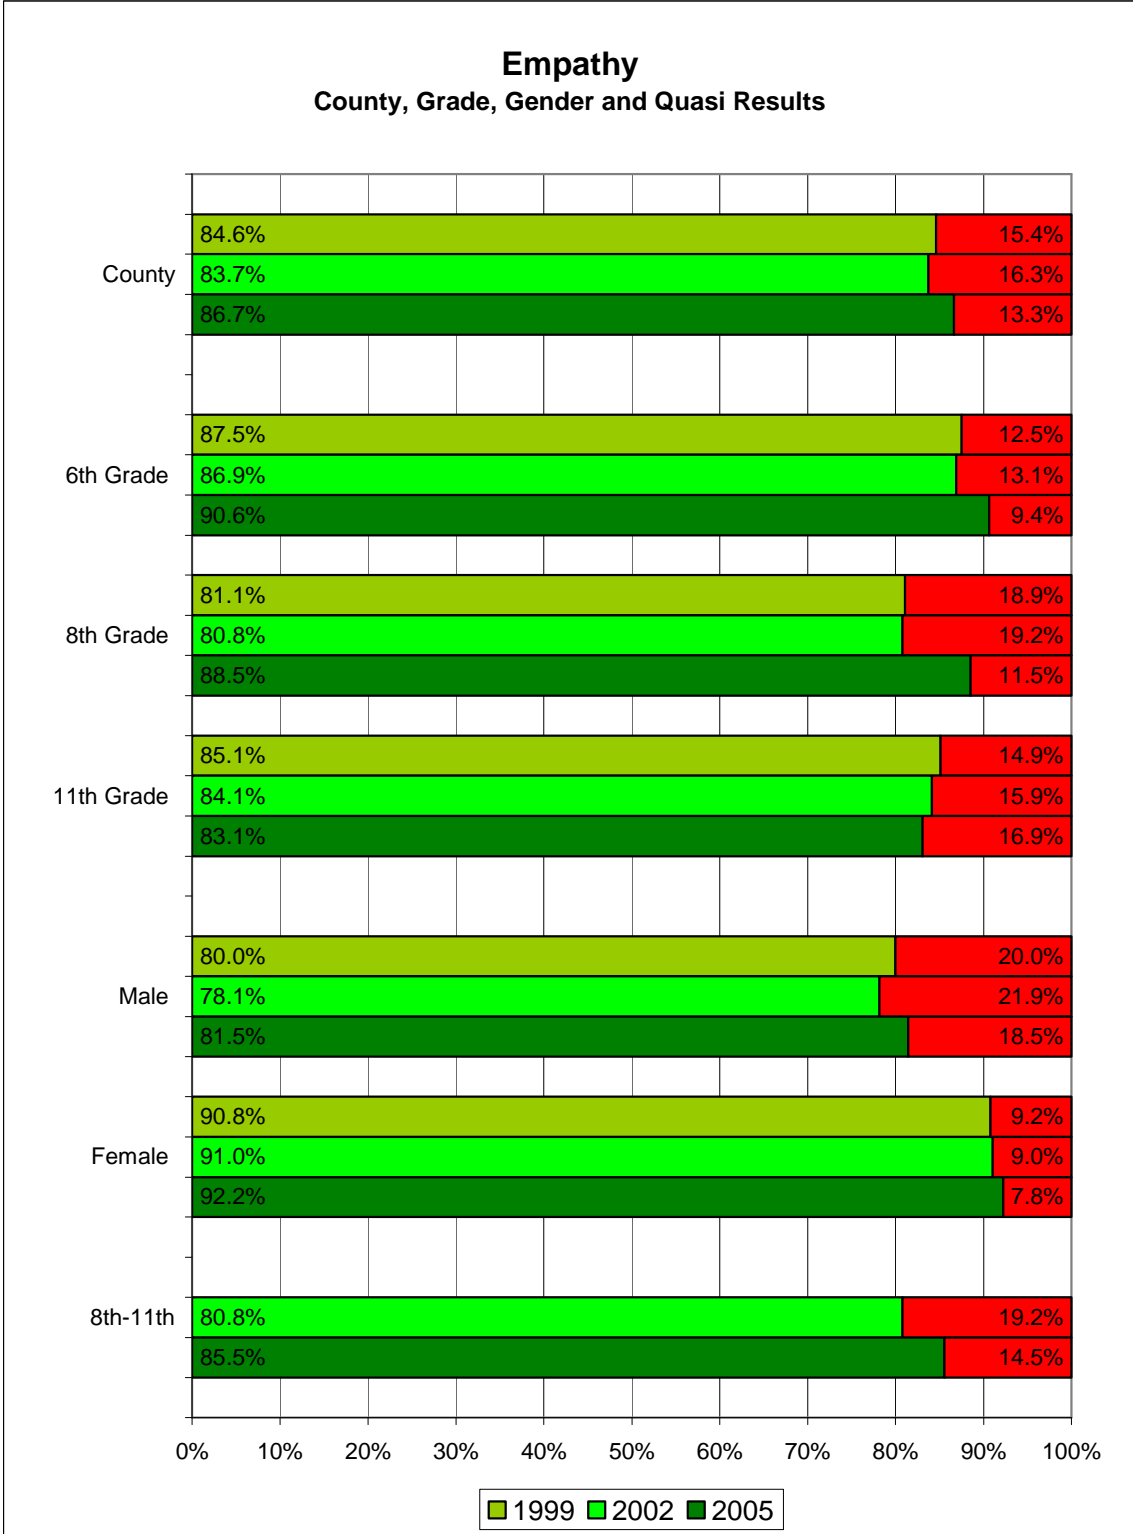 Empathy
County, Grade, Gender and Quasi Results
84.6% 15.4%
County 83.7% 16.3%
86.7% 13.3%
87.5% 12.5%
6th Grade 86.9% 13.1%
90.6% 9.4%
81.1% 18.9%
8th Grade 80.8% 19.2%
88.5% 11.5%
85.1% 14.9%
11th Grade 84.1% 15.9%
83.1% 16.9%
80.0% 20.0%
Male 78.1% 21.9%
81.5% 18.5%
90.8% 9.2%
Female 91.0% 9.0%
92.2% 7.8%
8th-11th 80.8% 19.2%
85.5% 14.5%
0% 10% 20% 30% 40% 50% 60% 70% 80% 90% 100%
1999 2002 2005